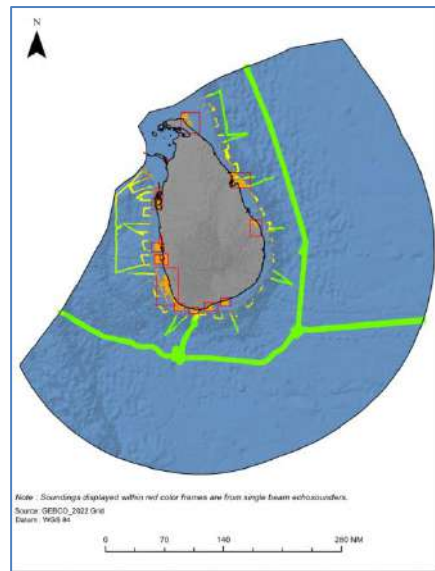 N
Note : Soundings displayed within red color frames are from single beam echosounders.
Source: GEBCO_2022 Grid
Datum : WGS 84
0 70 140 280 NM